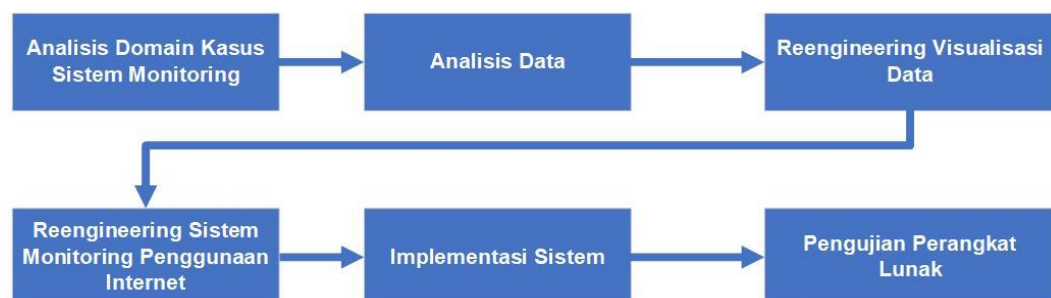 Analisis Domain Kasus
Sistem Monitoring
Analisis Data
Reengineering Visualisasi
Data
Reengineering Sistem
Monitoring Penggunaan
Internet
Implementasi Sistem
Pengujian Perangkat
Lunak